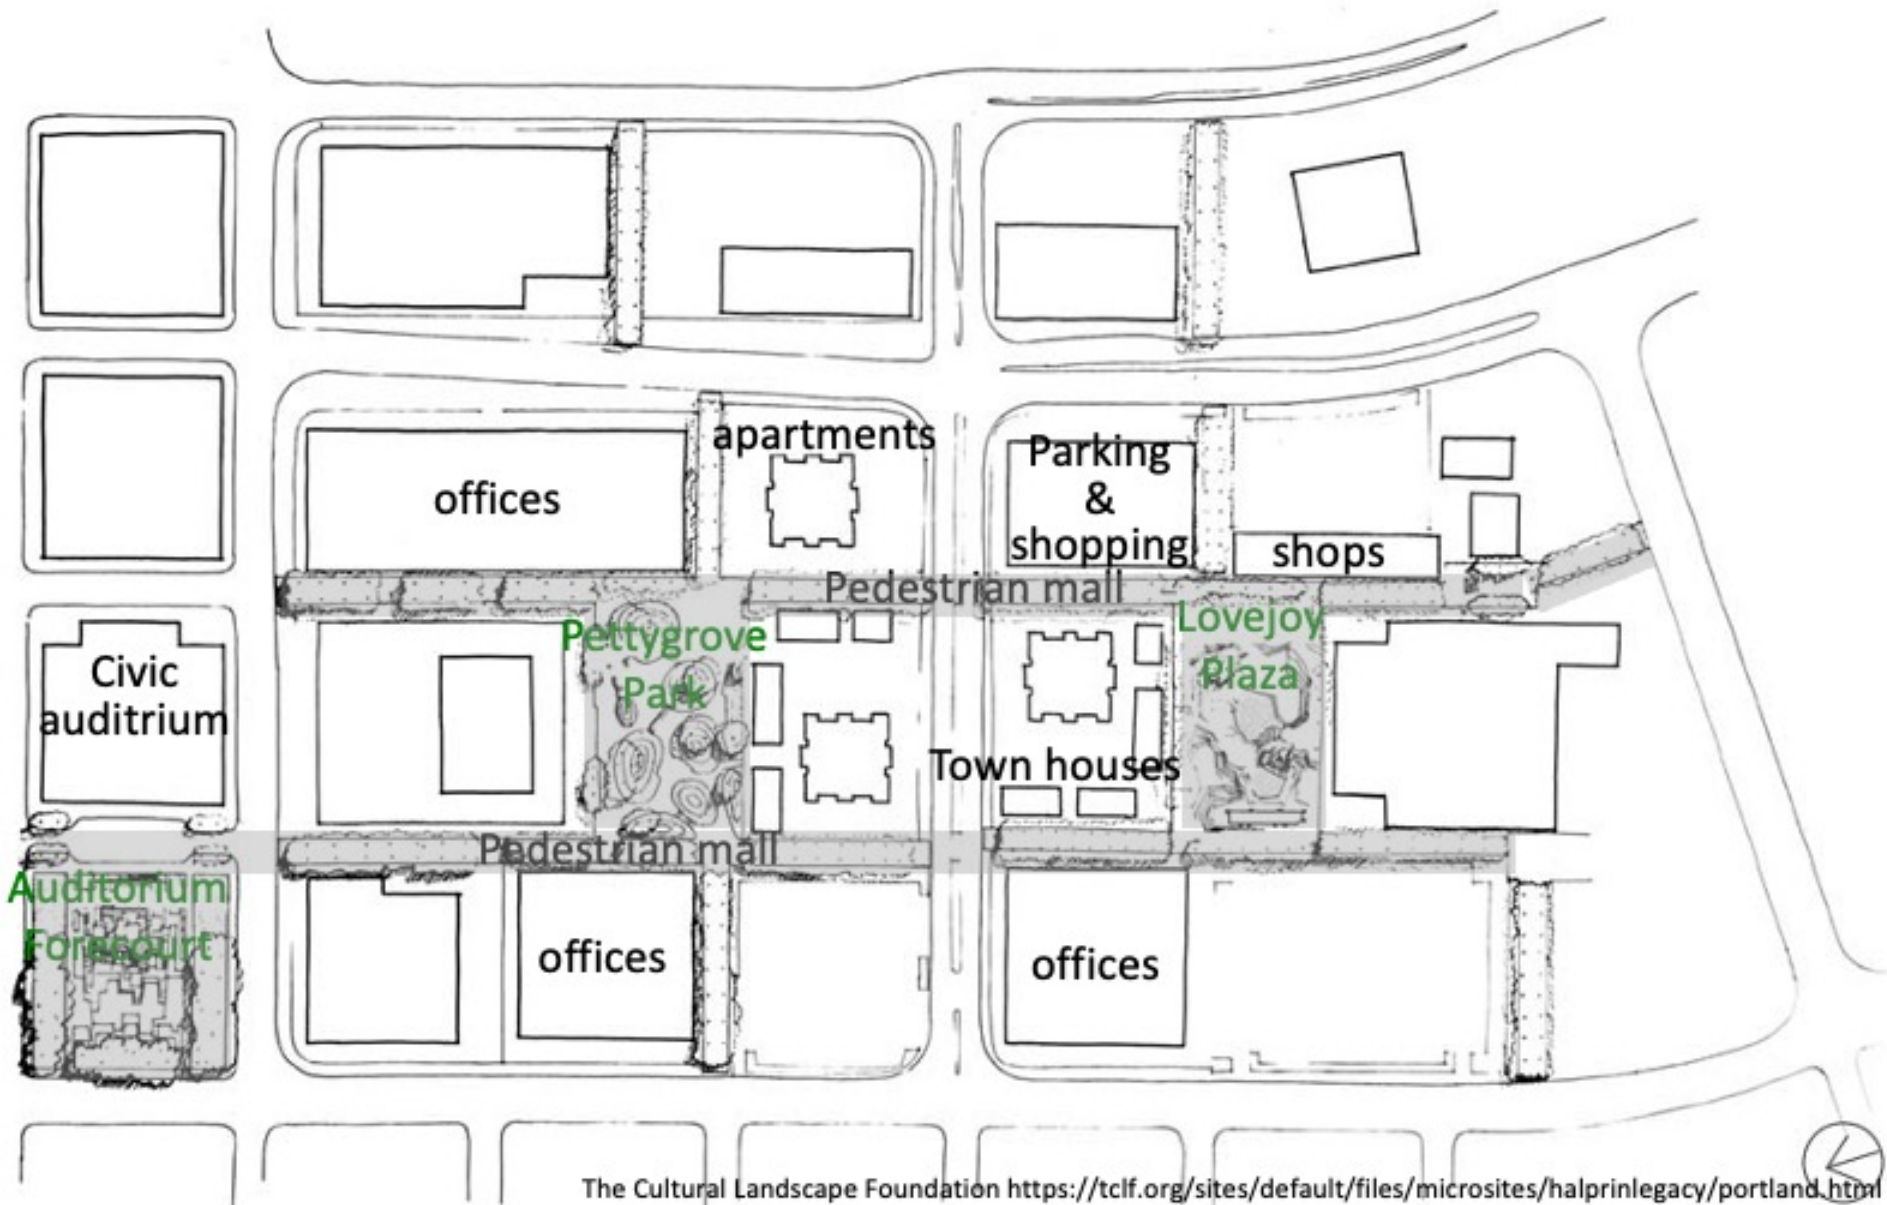 apartments
offices
Parking
&
shopping
shops
Pedestrian mall
Pettygrove
Park
Lovejoy
Plaza
Civic
auditrium
Town houses
Pedestrian mall
Auditorium
Forecourt
offices
offices
The Cultural Landscape Foundation https://tclf.org/sites/default/files/microsites/halprinlegacy/portland.html